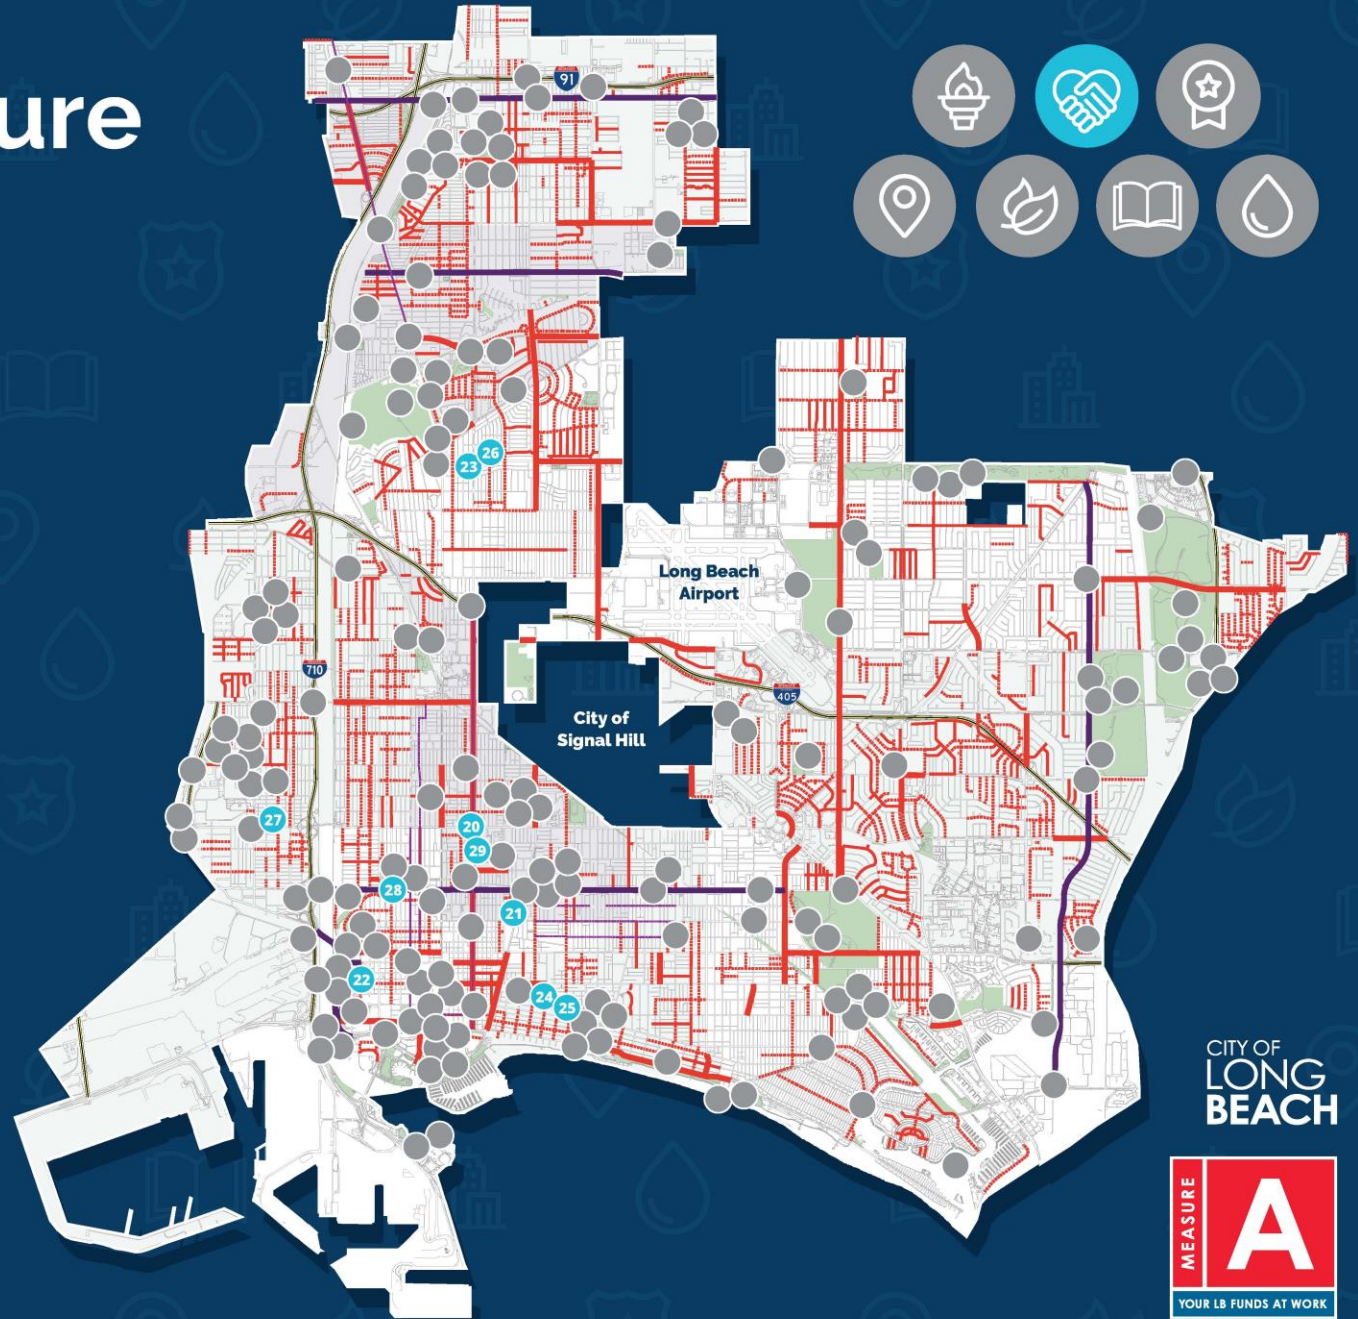 ure
91
26
23
Long Beach
Airport
710
405
City of
Signal Hill
27
20
29
28
21
22
24
25
CITY OF
LONG
BEACH
MEASURE
A
YOUR LB FUNDS AT WORK